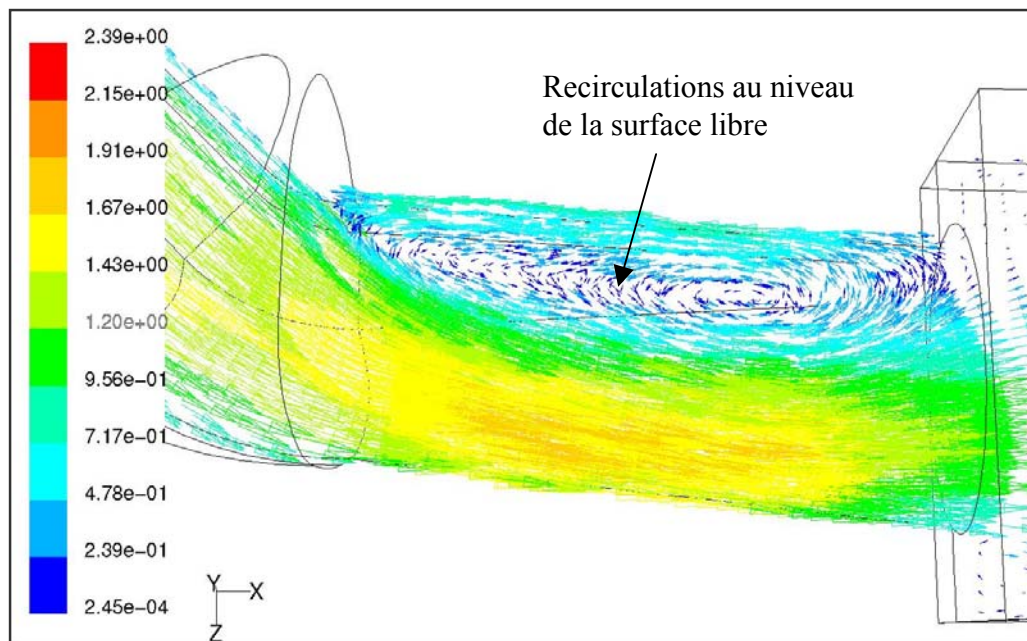 2.39e+00
2.15e+00
1.91e+00
1.67e+00
1.43e+00
1.20e+00
9.56e-01
7.17e-01
4.78e-01
2.39e-01
2.45e-04
Recirculations au niveau
de la surface libre
Y
X
Z